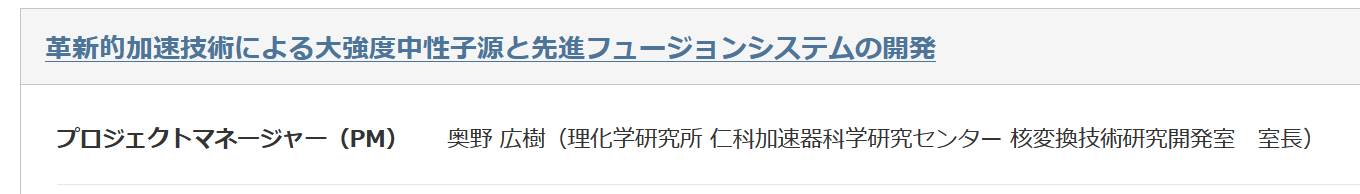 革新的加速技術による大強度中性子源と先進フュージョンシステムの開発
プロジェクトマネージャー（PM） 奥野 広樹（理化学研究所 仁科加速器科学研究センター 核変換技術研究開発室　室長）